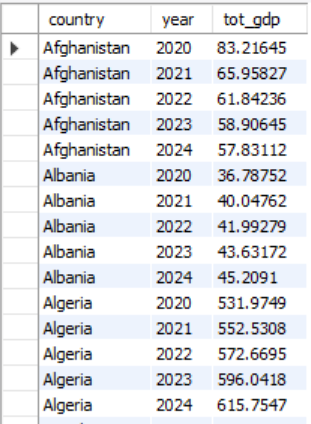 country year tot_gdp
Afghanistan 2020 83.21645
Afghanistan 2021 65.95827
Afghanistan 2022 61.84236
Afghanistan 2023 58.90645
Afghanistan 2024 57.83112
Albania 2020 36.78752
Albania 2021 40.04762
Albania 2022 41.99279
Albania 2023 43.63172
Albania 2024 45.2091
Algeria 2020 531.9749
Algeria 2021 552.5308
Algeria 2022 572.6695
Algeria 2023 596.0418
Algeria 2024 615.7547